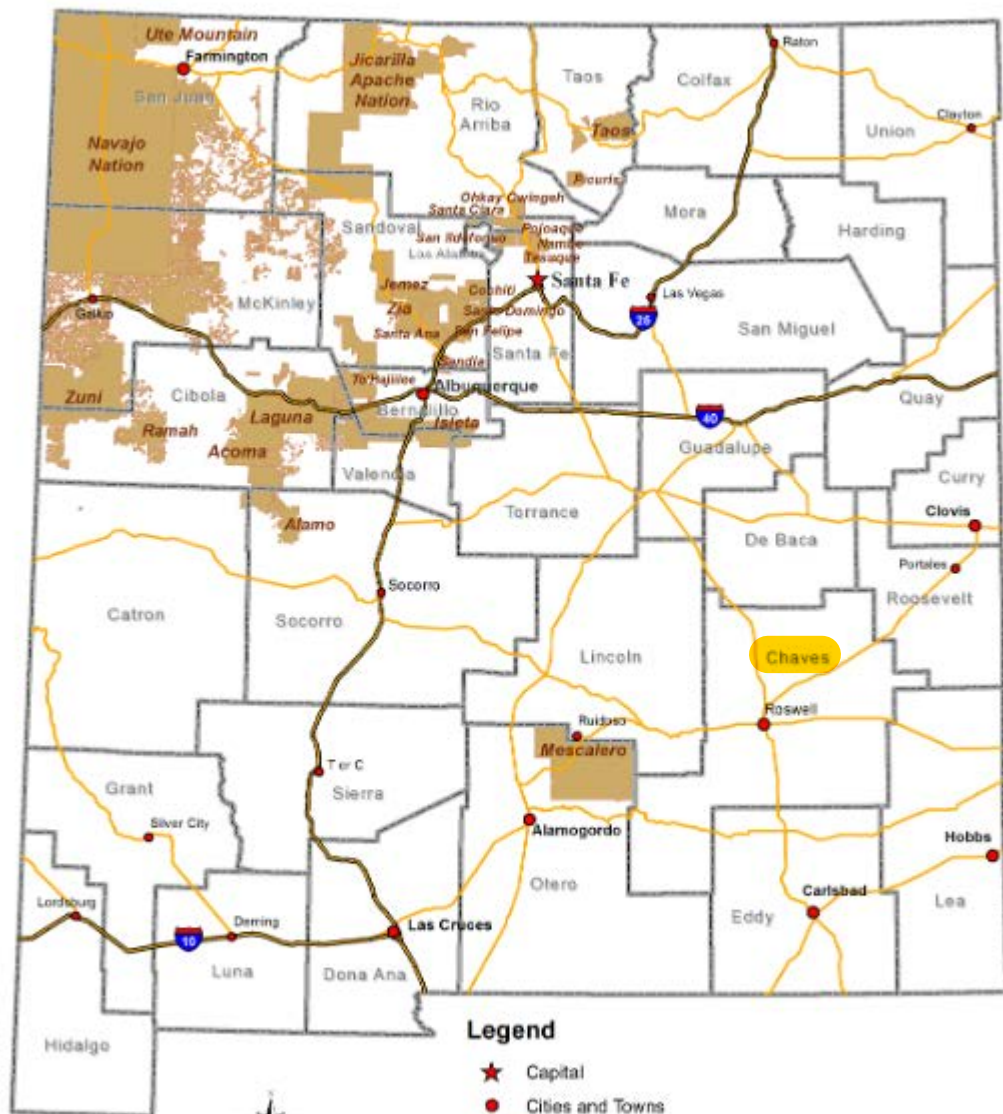 Ute Mountain
Farmington
San Juan
Jicarilla
Apache
Nation
Rio
Arriba
Taos
Colfax
Raton
Union
Clayton
Navajo
Nation
Taos
Picuris
Ohkay Owingeh
Santa Clara
Sandoval
San Ildefonso
Los Alamos
Pojoaque
Nambe
Tesuque
Mora
Harding
Santa Fe
Las Vegas
25
San Miguel
McKinley
Gallup
Jemez
Zia
Cochiti
Santo Domingo
Santa Ana
San Felipe
Santa Fe
Sandia
To'Hajiilee
Albuquerque
Bernalillo
Isleta
Zuni
Cibola
Ramah
Laguna
Acoma
40
Quay
Guadalupe
Valencia
Torrance
Curry
Clovis
De Baca
Portales
Roosevelt
Alamo
Socorro
Catron
Socorro
Lincoln
Chaves
Roswell
Ruidoso
Mescalero
T or C
Sierra
Grant
Silver City
Alamogordo
Hobbs
Otero
Carlsbad
Eddy
Lea
Lordsburg
10
Deming
Las Cruces
Luna
Dona Ana
Hidalgo
Legend
Capital
Cities and Towns